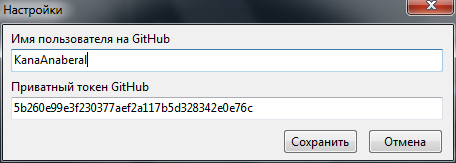 Настройки
Имя пользователя на GitHub
KanaAnaberal
Приватный токен GitHub
5b260e99e3f230377aef2a117b5d328342e0e76c
Сохранить Отмена